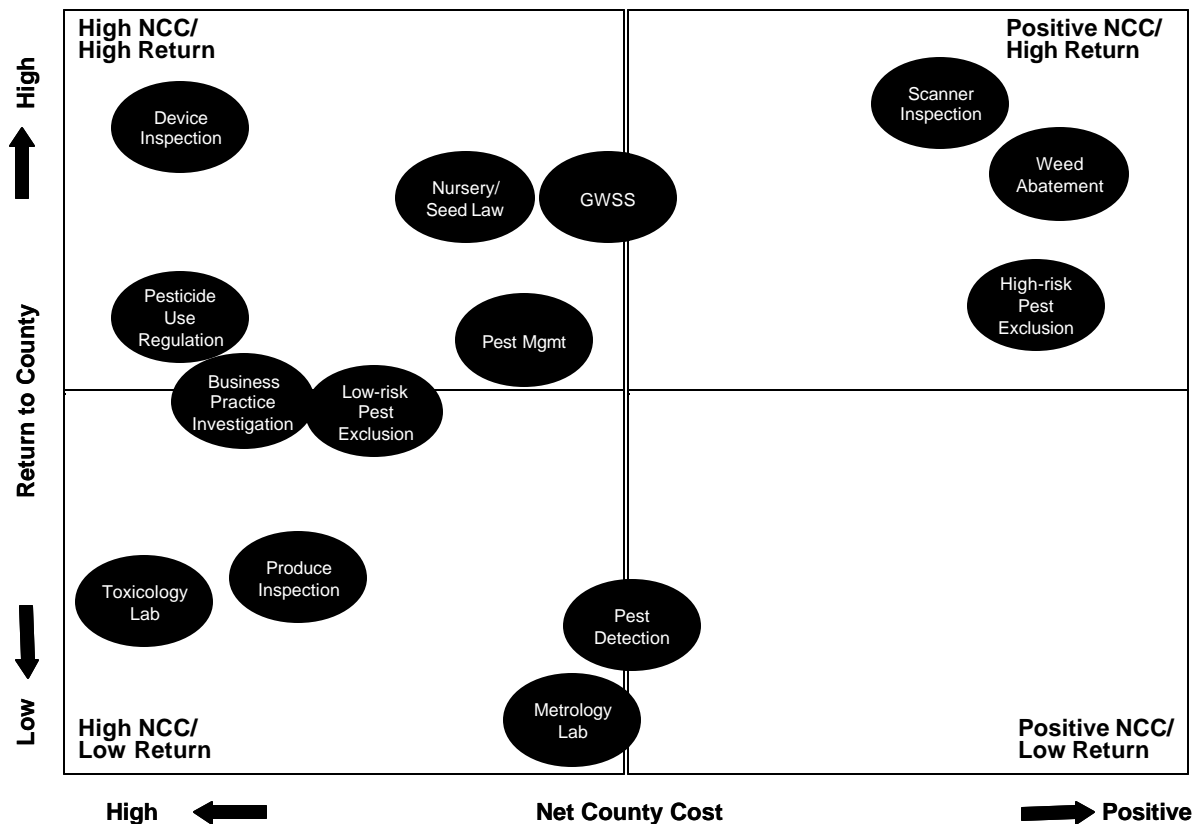 High NCC/
High Return
Positive NCC/
High Return
High
Return to County
Low
Device
Inspection
Scanner
Inspection
Weed
Abatement
Nursery/
Seed Law
GWSS
High-risk
Pest
Exclusion
Pesticide
Use
Regulation
Pest Mgmt
Business
Practice
Investigation
Low-risk
Pest
Exclusion
Produce
Inspection
Toxicology
Lab
Pest
Detection
Metrology
Lab
High NCC/
Low Return
Positive NCC/
Low Return
High
Net County Cost
Positive